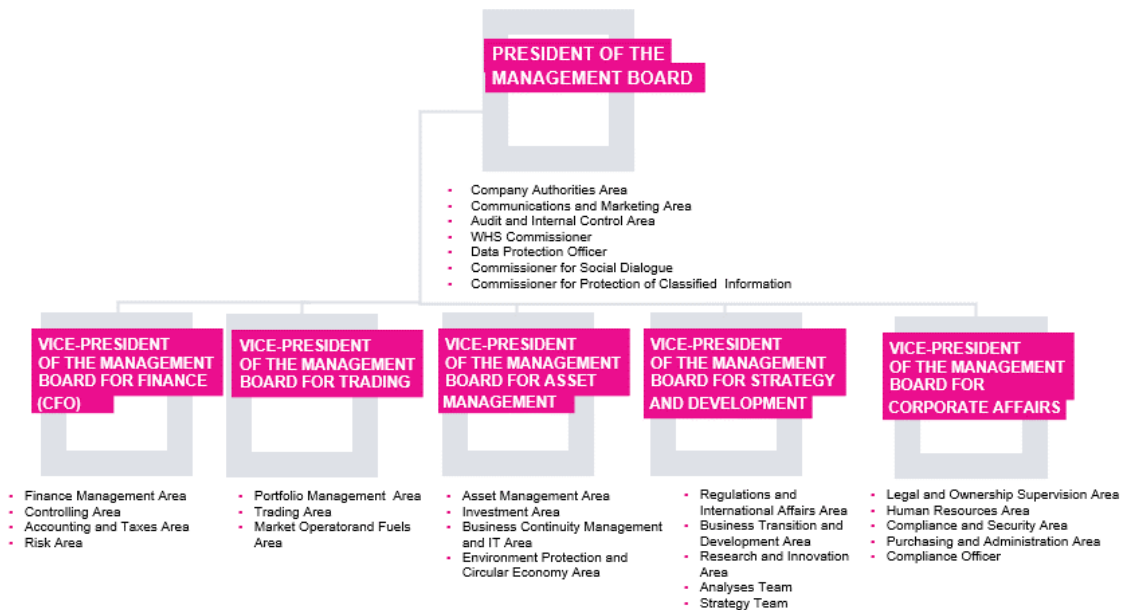 PRESIDENT OF THE
MANAGEMENT BOARD
Company Authorities Area
Communications and Marketing Area
Audit and Internal Control Area
WHS Commissioner
Data Protection Officer
Commissioner for Social Dialogue
Commissioner for Protection of Classified Information
VICE-PRESIDENT
OF THE MANAGEMENT
BOARD FOR FINANCE
(CFO)
Finance Management Area
Controlling Area
Accounting and Taxes Area
Risk Area
VICE-PRESIDENT
OF THE MANAGEMENT
BOARD FOR TRADING
Portfolio Management Area
Trading Area
Market Operatorand Fuels
Area
VICE-PRESIDENT
OF THE MANAGEMENT
BOARD FOR ASSET
MANAGEMENT
Asset Management Area
Investment Area
Business Continuity Management
and IT Area
Environment Protection and
Circular Economy Area
VICE-PRESIDENT
OF THE MANAGEMENT
BOARD FOR STRATEGY
AND DEVELOPMENT
Regulations and
International Affairs Area
Business Transition and
Development Area
Research and Innovation
Area
Analyses Team
Strategy Team
VICE-PRESIDENT
OF THE MANAGEMENT
BOARD FOR
CORPORATE AFFAIRS
Legal and Ownership Supervision Area
Human Resources Area
Compliance and Security Area
Purchasing and Administration Area
Compliance Officer